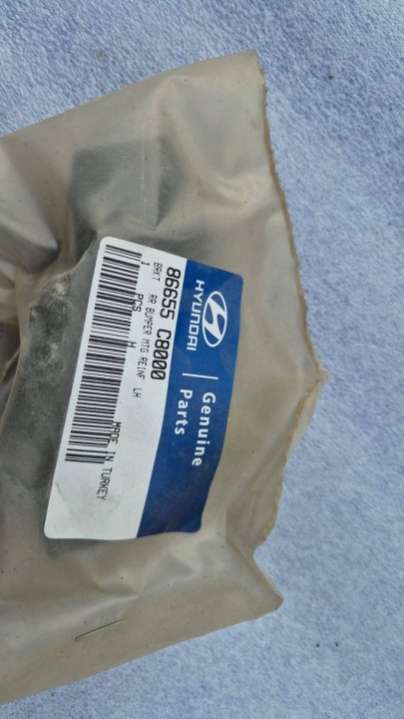 HYUNDAI
Genuine
Parts
86655 C8000
BRKT RR BUMPER MTG REINF LH
1 PCS H
MADE IN TURKEY